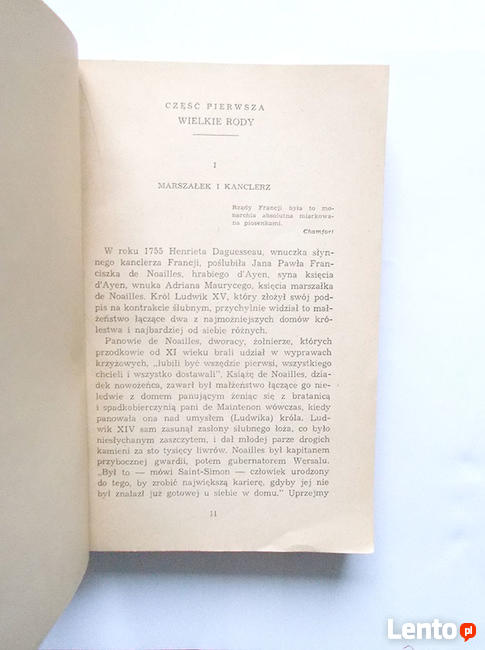 CZĘŚĆ PIERWSZA
WIELKIE RODY
I
MARSZAŁEK I KANCLERZ
Rządy Francji była to mo-
narchia absolutna miarkowa-
na piosenkami.
Chamfort
W roku 1755 Henrieta Daguesseau, wnuczka słyn-
nego kanclerza Francji, poślubiła Jana Pawła Fran-
ciszka de Noailles, hrabiego d'Ayen, syna księcia
d'Ayen, wnuka Adriana Maurycego, księcia marszałka
de Noailles. Król Ludwik XV, który złożył swój pod-
pis na kontrakcie ślubnym, przychylnie widział to mał-
żeństwo łączące dwa z najmożniejszych domów kró-
lestwa i najbardziej od siebie różnych.
Panowie de Noailles, dworacy, żołnierze, których
przodkowie od XI wieku brali udział w wyprawach
krzyżowych, „lubili być wszędzie pierwsi, wszystkiego
chcieli i wszystko dostawali". Książę de Noailles, dzia-
dek nowożeńca, zawarł był małżeństwo łączące go nie-
ledwie z domem panującym żeniąc się z bratanicą
i spadkobierczynią pani de Maintenon wówczas, kiedy
panowała ona nad umysłem (Ludwika) króla. Lud-
wik XIV sam zasunął zasłony ślubnego łoża, co było
niesłychanym zaszczytem, i dał młodej parze drogich
kamieni za sto tysięcy liwrów. Noailles był kapitanem
przybocznej gwardii, potem gubernatorem Wersalu.
„Był to — mówi Saint-Simon — człowiek urodzony
do tego, by zrobić największą karierę, gdyby jej nie
był znalazł już gotowej u siebie w domu." Uprzejmy
11
Lento.pl